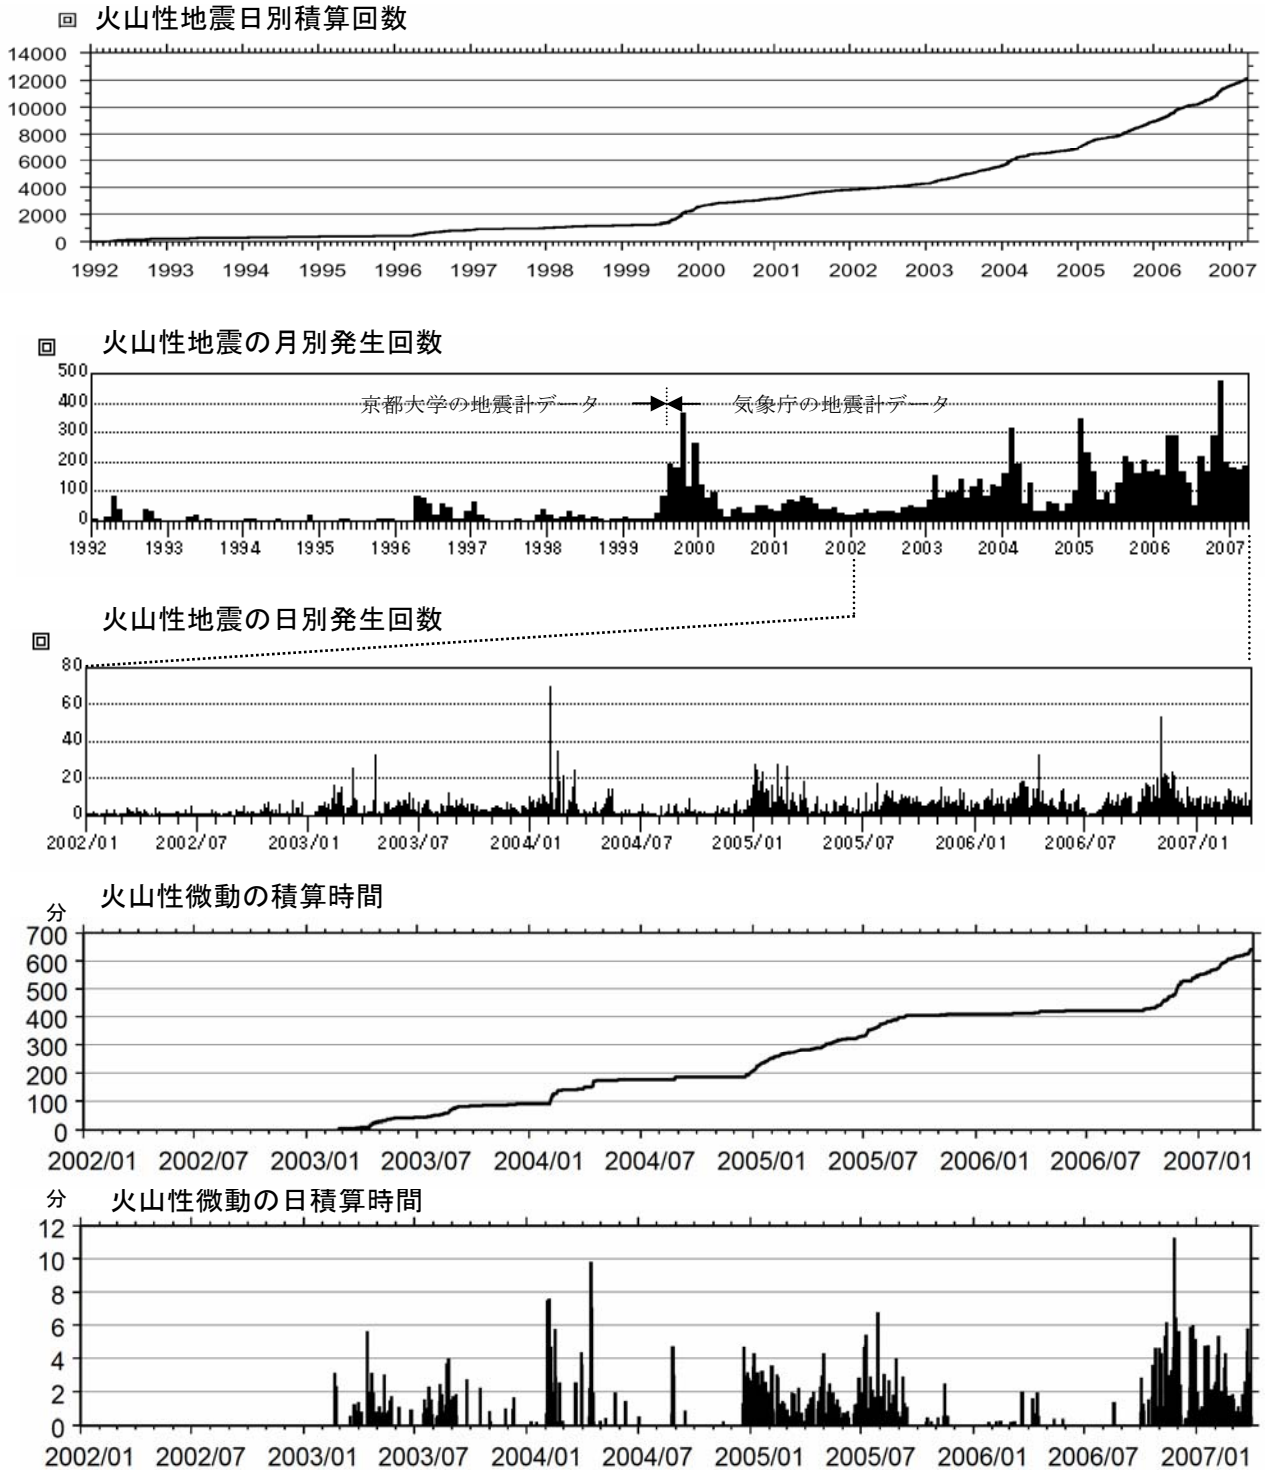 回 火山性地震日別積算回数
14000
12000
10000
8000
6000
4000
2000
0
1992 1993 1994 1995 1996 1997 1998 1999 2000 2001 2002 2003 2004 2005 2006 2007
回 火山性地震の月別発生回数
500
400
300
200
100
0
京都大学の地震計データ 気象庁の地震計データ
1992 1993 1994 1995 1996 1997 1998 1999 2000 2001 2002 2003 2004 2005 2006 2007
火山性地震の日別発生回数
回
80
60
40
20
0
2002/01 2002/07 2003/01 2003/07 2004/01 2004/07 2005/01 2005/07 2006/01 2006/07 2007/01
火山性微動の積算時間
分
700
600
500
400
300
200
100
0
2002/01 2002/07 2003/01 2003/07 2004/01 2004/07 2005/01 2005/07 2006/01 2006/07 2007/01
分 火山性微動の日積算時間
12
10
8
6
4
2
0
2002/01 2002/07 2003/01 2003/07 2004/01 2004/07 2005/01 2005/07 2006/01 2006/07 2007/01